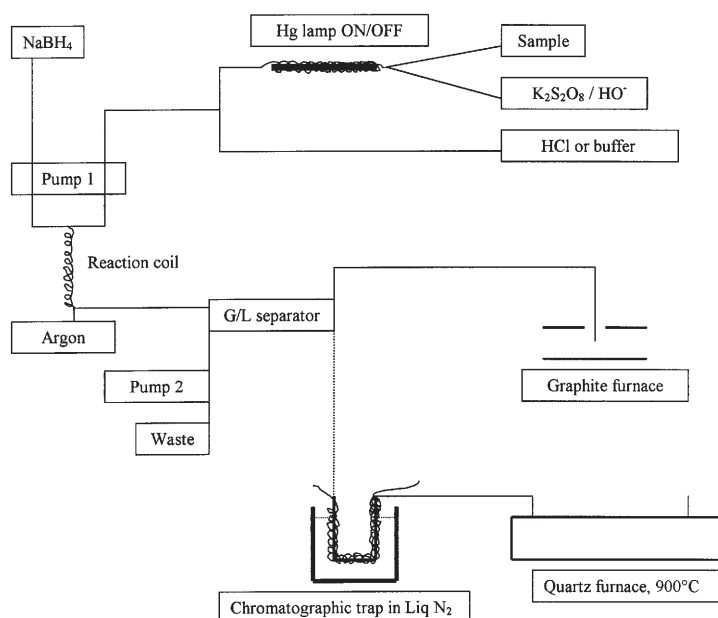 NaBH₄
Hg lamp ON/OFF
Sample
K₂S₂O₈ / HO⁻
HCl or buffer
Pump 1
Reaction coil
Argon
G/L separator
Pump 2
Waste
Graphite furnace
Quartz furnace, 900°C
Chromatographic trap in Liq N₂